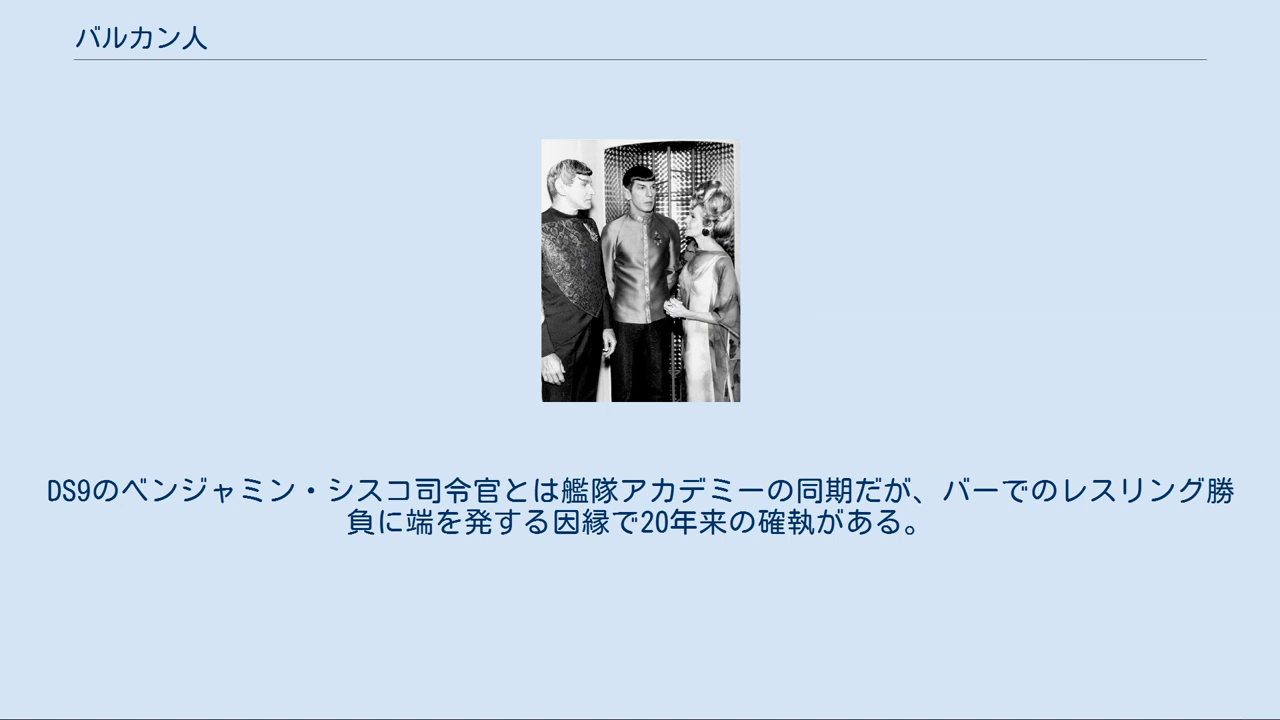 バルカン人
DS9のベンジャミン・シスコ司令官とは艦隊アカデミーの同期だが、バーでのレスリング勝
負に端を発する因縁で20年来の確執がある。